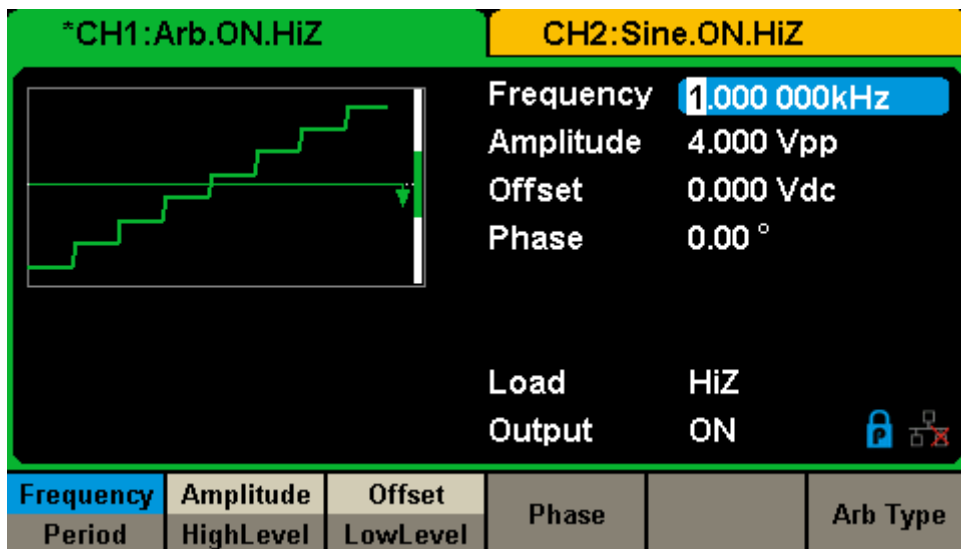 *CH1:Arb.ON.HiZ CH2:Sine.ON.HiZ
Frequency 1.000 000kHz
Amplitude 4.000 Vpp
Offset 0.000 Vdc
Phase 0.00 °
Load HiZ
Output ON
P
Frequency Amplitude Offset Phase Arb Type
Period HighLevel LowLevel